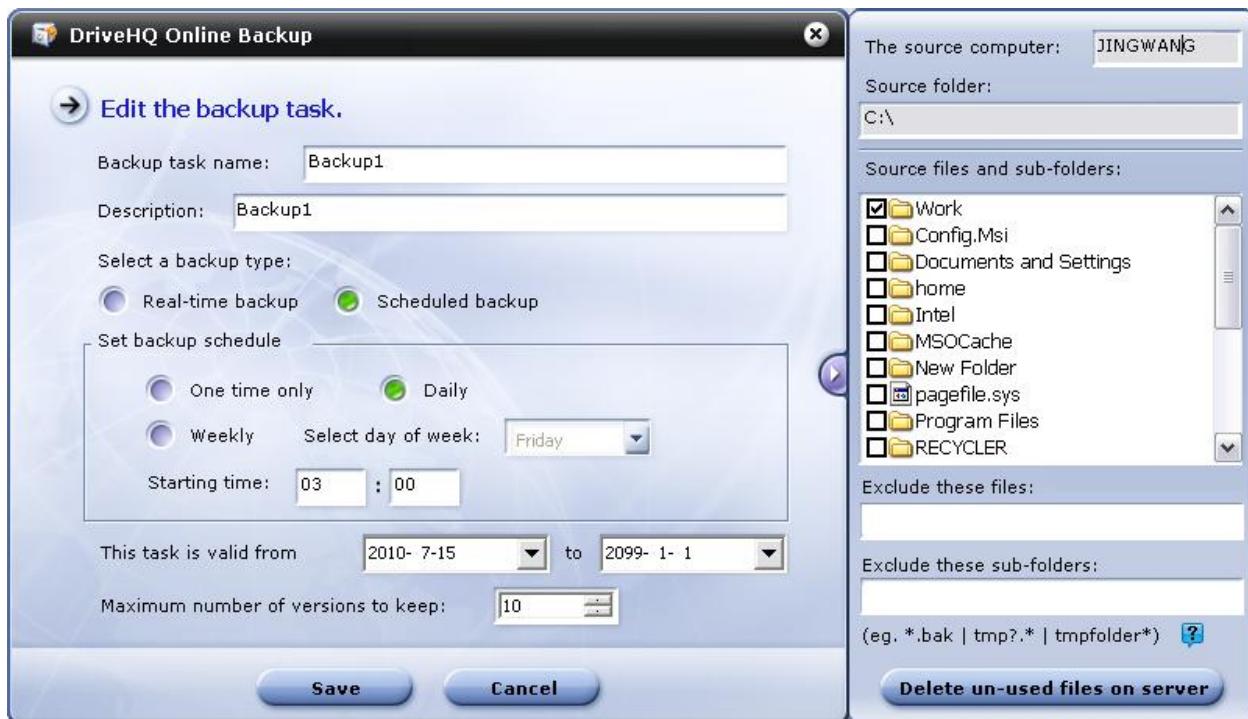 DriveHQ Online Backup
Edit the backup task.
Backup task name: Backup1
Description: Backup1
Select a backup type:
Real-time backup Scheduled backup
Set backup schedule
One time only Daily
Weekly Select day of week: Friday
Starting time: 03 : 00
This task is valid from 2010- 7-15 to 2099- 1- 1
Maximum number of versions to keep: 10
Save Cancel
The source computer: JINGWANG
Source folder:
C:\
Source files and sub-folders:
Work
Config.Msi
Documents and Settings
home
Intel
MSOCache
New Folder
pagefile.sys
Program Files
RECYCLER
Exclude these files:
Exclude these sub-folders:
(eg. *.bak | tmp?.* | tmpfolder*) ?
Delete un-used files on server